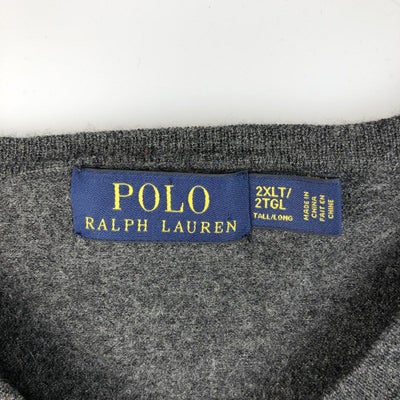 POLO
RALPH LAUREN
2XLT/
2TGL
TALL/LONG
MADE IN
CHINA
FAIT EN
CHINE